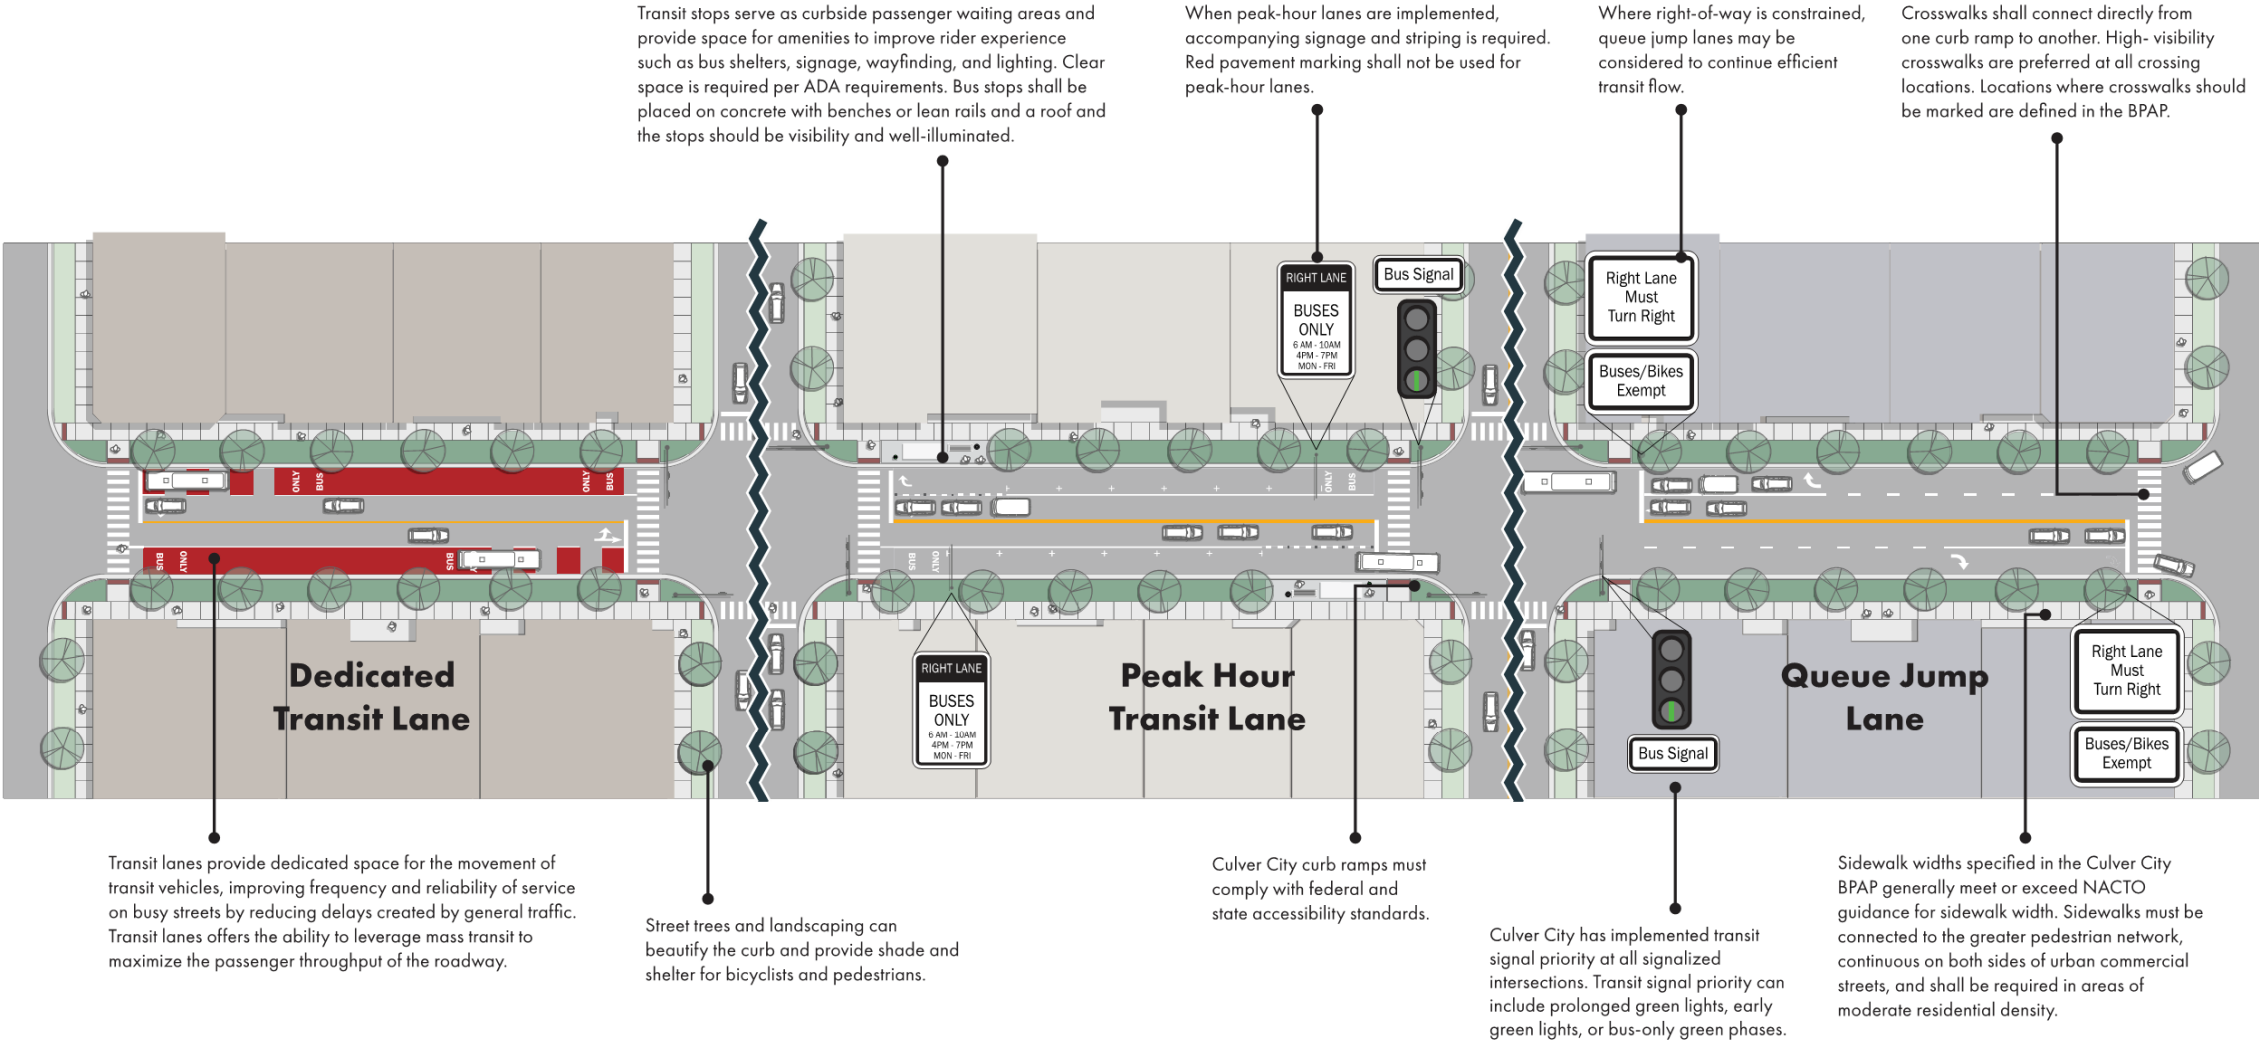 Transit stops serve as curbside passenger waiting areas and
provide space for amenities to improve rider experience
such as bus shelters, signage, wayfinding, and lighting. Clear
space is required per ADA requirements. Bus stops shall be
placed on concrete with benches or lean rails and a roof and
the stops should be visibility and well-illuminated.
When peak-hour lanes are implemented,
accompanying signage and striping is required.
Red pavement marking shall not be used for
peak-hour lanes.
Where right-of-way is constrained,
queue jump lanes may be
considered to continue efficient
transit flow.
Crosswalks shall connect directly from
one curb ramp to another. High- visibility
crosswalks are preferred at all crossing
locations. Locations where crosswalks should
be marked are defined in the BPAP.
RIGHT LANE
BUSES
ONLY
6 AM - 10AM
4PM - 7PM
MON - FRI
Bus Signal
Right Lane
Must
Turn Right
Buses/Bikes
Exempt
ONLY
BUS
ONLY
BUS
ONLY
BUS
BUS
ONLY
BUS
BUS
ONLY
Dedicated
Transit Lane
RIGHT LANE
BUSES
ONLY
6 AM - 10AM
4PM - 7PM
MON - FRI
Peak Hour
Transit Lane
Bus Signal
Queue Jump
Lane
Right Lane
Must
Turn Right
Buses/Bikes
Exempt
Transit lanes provide dedicated space for the movement of
transit vehicles, improving frequency and reliability of service
on busy streets by reducing delays created by general traffic.
Transit lanes offers the ability to leverage mass transit to
maximize the passenger throughput of the roadway.
Street trees and landscaping can
beautify the curb and provide shade and
shelter for bicyclists and pedestrians.
Culver City curb ramps must
comply with federal and
state accessibility standards.
Culver City has implemented transit
signal priority at all signalized
intersections. Transit signal priority can
include prolonged green lights, early
green lights, or bus-only green phases.
Sidewalk widths specified in the Culver City
BPAP generally meet or exceed NACTO
guidance for sidewalk width. Sidewalks must be
connected to the greater pedestrian network,
continuous on both sides of urban commercial
streets, and shall be required in areas of
moderate residential density.